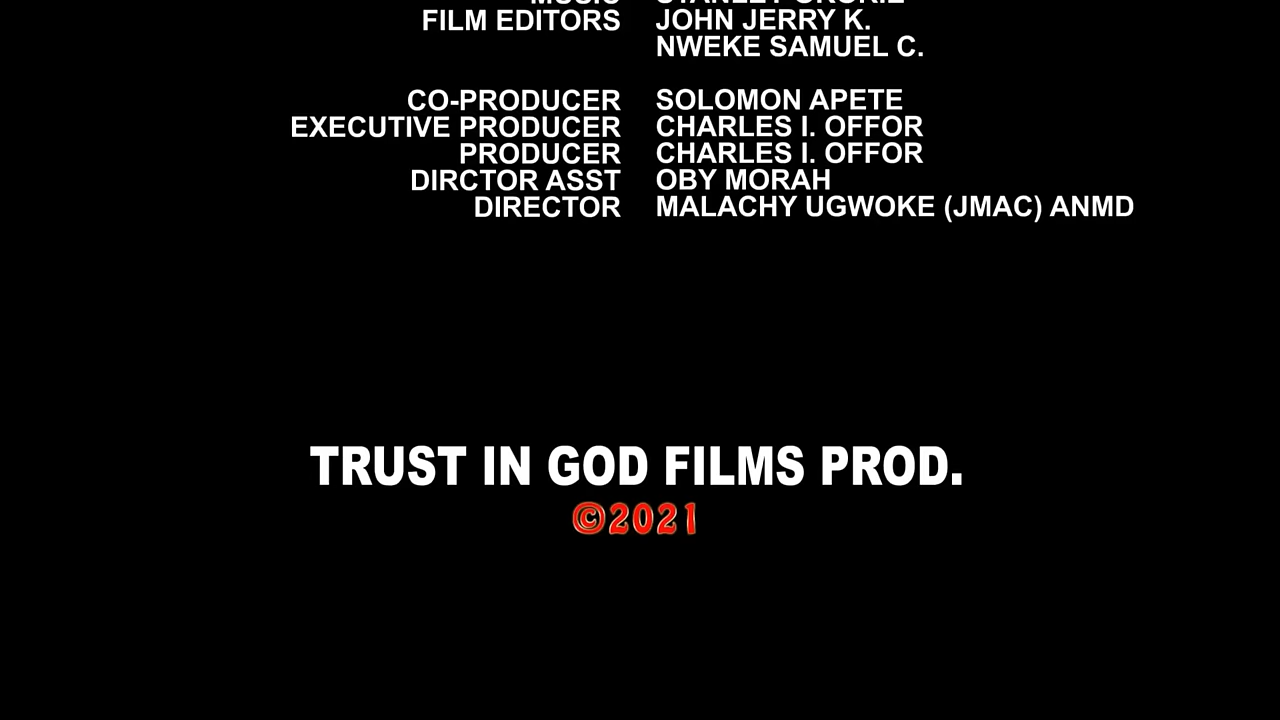 FILM EDITORS JOHN JERRY K.
NWEKE SAMUEL C.
CO-PRODUCER SOLOMON APETE
EXECUTIVE PRODUCER CHARLES I. OFFOR
PRODUCER CHARLES I. OFFOR
DIRCTOR ASST OBY MORAH
DIRECTOR MALACHY UGWOKE (JMAC) ANMD
TRUST IN GOD FILMS PROD.
©2021